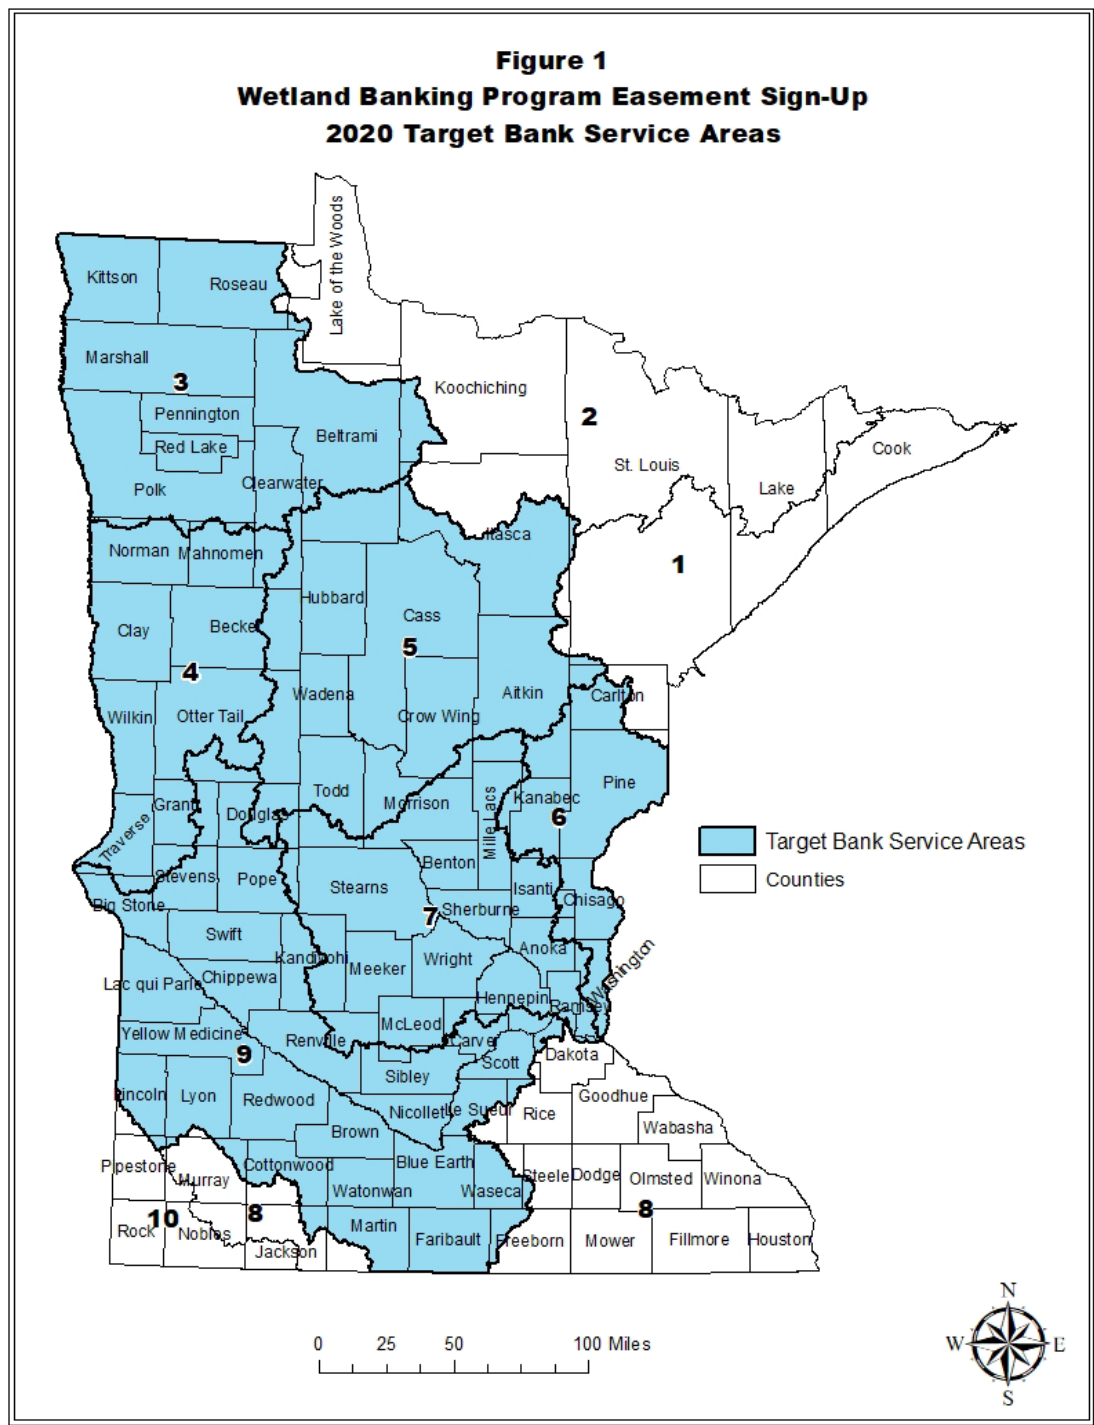 Figure 1
Wetland Banking Program Easement Sign-Up
2020 Target Bank Service Areas
Lake of the Woods
Kittson
Roseau
Marshall
3
Koochiching
2
Pennington
Beltrami
Red Lake
St. Louis
Cook
Polk
Clearwater
Lake
Itasca
Norman
Mahnomen
1
Hubbard
Cass
Clay
Becker
5
4
Wadena
Aitkin
Carlton
Wilkin
Otter Tail
Crow Wing
Pine
Todd
Kanabec
Grant
Morrison
Douglas
Mille Lacs
6
Traverse
Target Bank Service Areas
Benton
Stevens
Pope
Stearns
Isanti
Counties
Big Stone
Sherburne
Chisago
7
Swift
Anoka
Kandiyohi
Wright
Meeker
Washington
Lac qui Parle
Chippewa
Hennepin
Ramsey
McLeod
Yellow Medicine
Renville
Carver
9
Dakota
Scott
Sibley
Lincoln
Lyon
Redwood
Goodhue
Nicollet
Le Sueur
Rice
Wabasha
Brown
Pipestone
Cottonwood
Blue Earth
Murray
Steele
Dodge
Olmsted
Winona
Watonwan
Waseca
10
8
8
Rock
Nobles
Martin
Faribault
Freeborn
Mower
Fillmore
Houston
Jackson
N
W
E
S
0 25 50 100 Miles